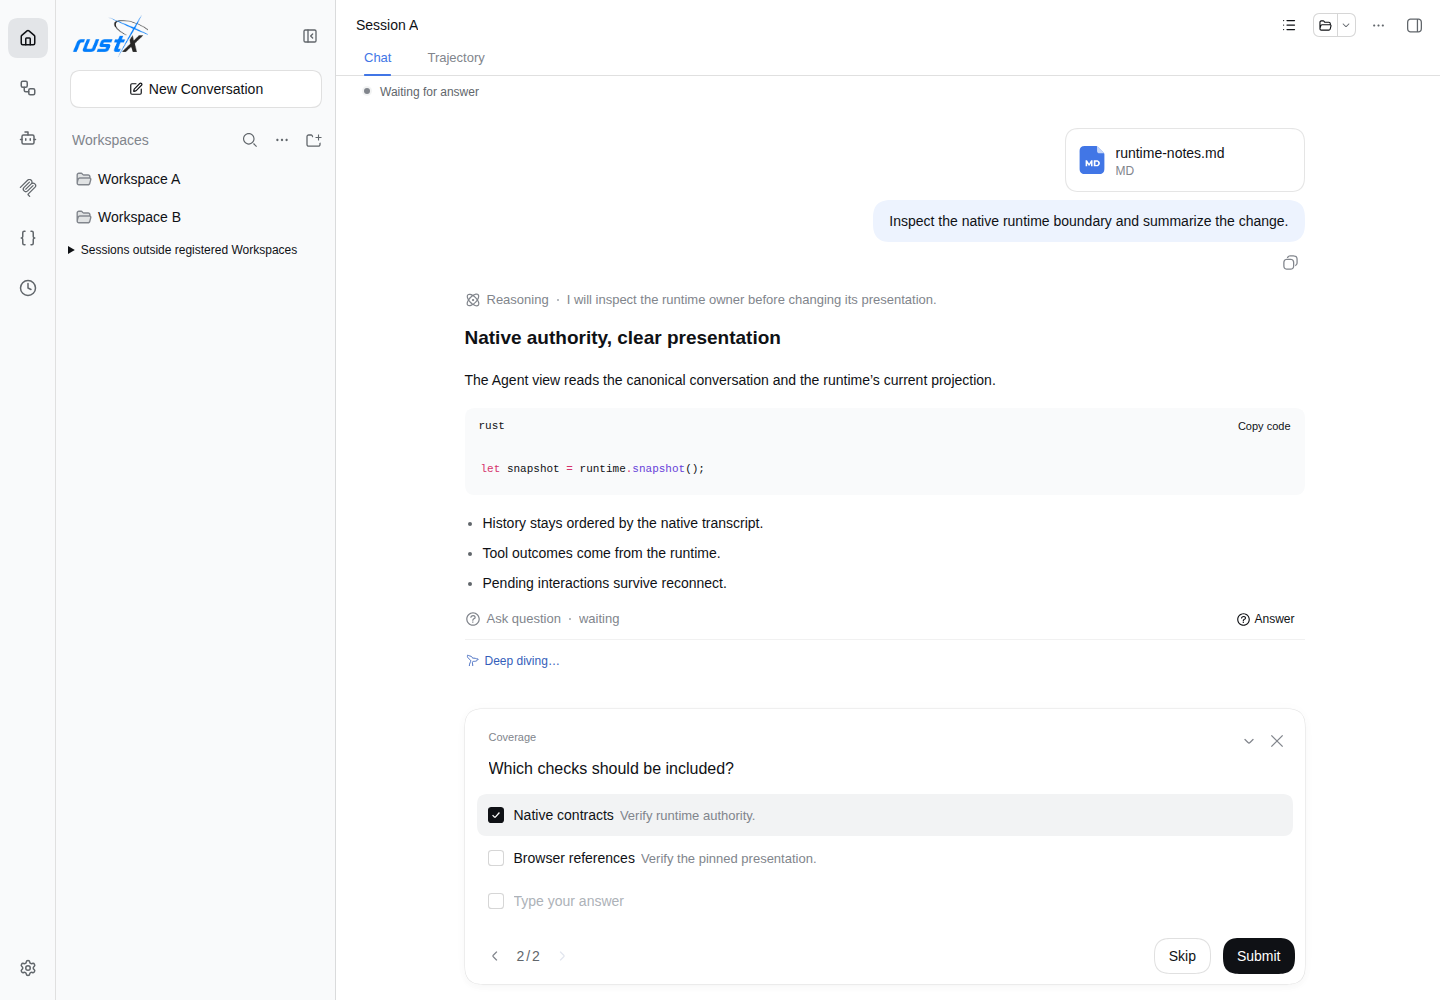 rustX
New Conversation
Workspaces
Workspace A
Workspace B
Sessions outside registered Workspaces
Session A
Chat
Trajectory
Waiting for answer
runtime-notes.md
MD
MD
Inspect the native runtime boundary and summarize the change.
Reasoning · I will inspect the runtime owner before changing its presentation.
Native authority, clear presentation
The Agent view reads the canonical conversation and the runtime’s current projection.
rust
Copy code
let snapshot = runtime.snapshot();
• History stays ordered by the native transcript.
• Tool outcomes come from the runtime.
• Pending interactions survive reconnect.
Ask question · waiting
Answer
Deep diving…
Coverage
Which checks should be included?
Native contracts Verify runtime authority.
Browser references Verify the pinned presentation.
Type your answer
2/2
Skip
Submit